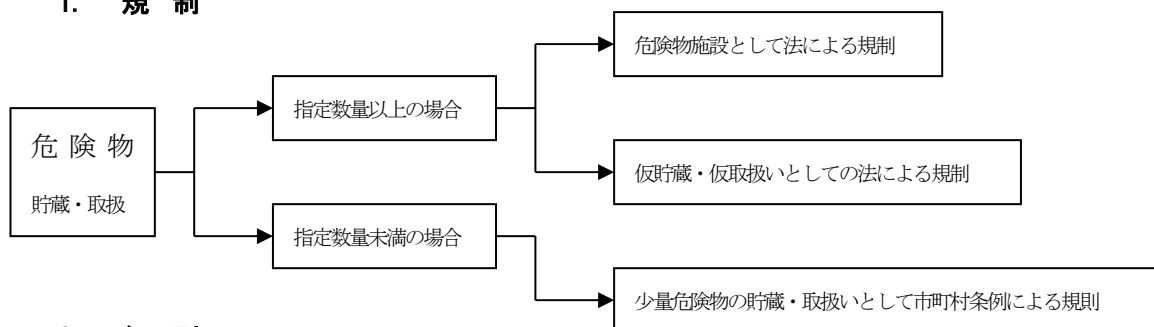 1. 規 制
危険物施設として法による規制
指定数量以上の場合
危 険 物
貯蔵・取扱
仮貯蔵・仮取扱いとしての法による規制
指定数量未満の場合
少量危険物の貯蔵・取扱いとして市町村条例による規則